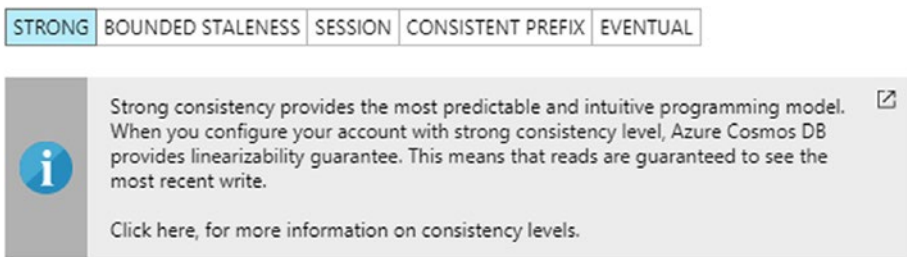 STRONG BOUNDED STALENESS SESSION CONSISTENT PREFIX EVENTUAL
Strong consistency provides the most predictable and intuitive programming model.
When you configure your account with strong consistency level, Azure Cosmos DB
provides linearizability guarantee. This means that reads are guaranteed to see the
most recent write.
Click here, for more information on consistency levels.